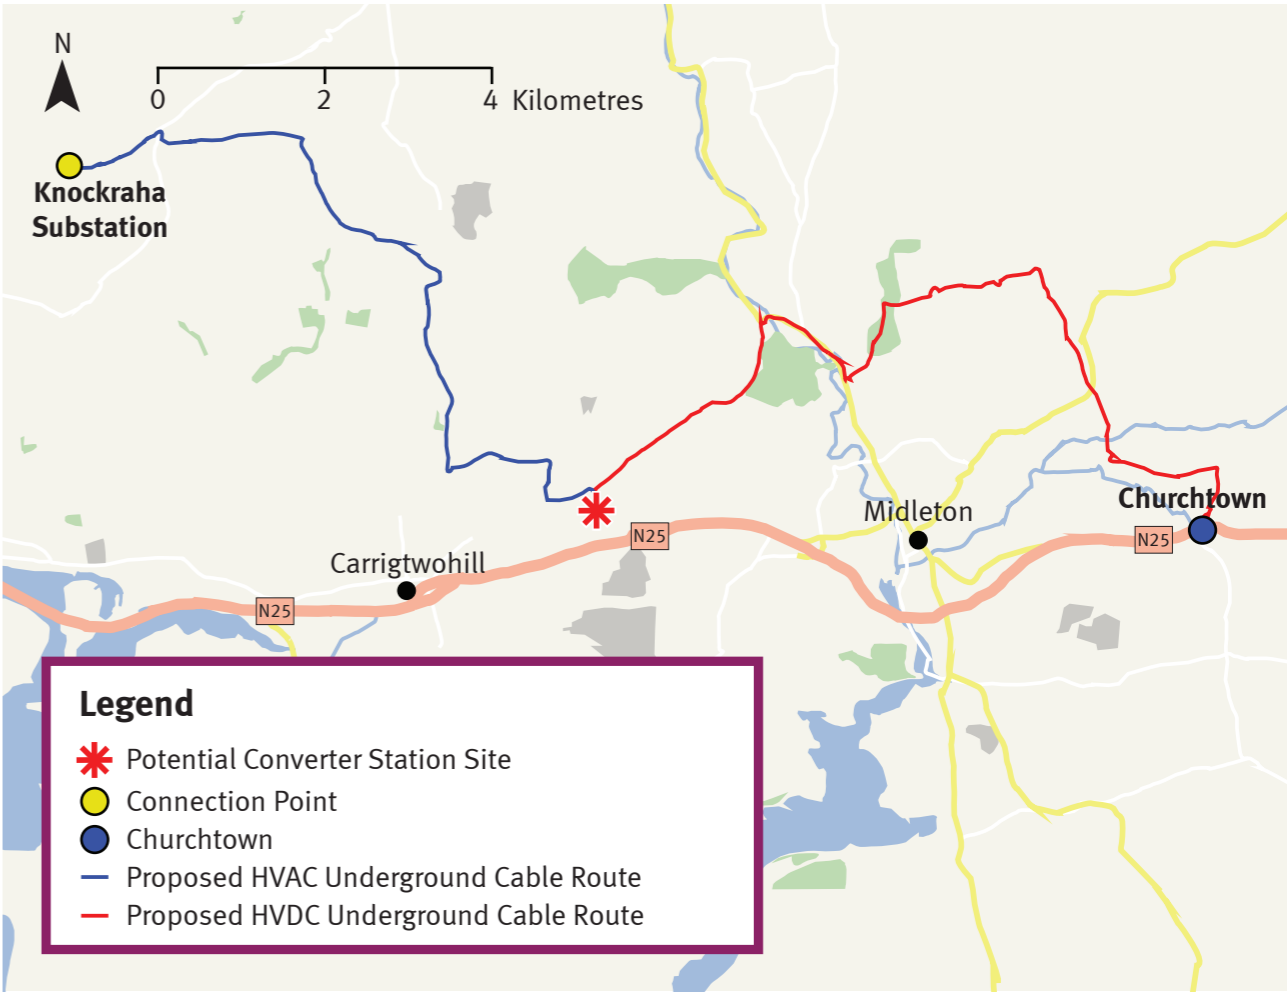 N
0 2 4 Kilometres
Knockraha
Substation
Churchtown
Midleton
N25
N25
Carrigtwohill
N25
Legend
Potential Converter Station Site
Connection Point
Churchtown
Proposed HVAC Underground Cable Route
Proposed HVDC Underground Cable Route